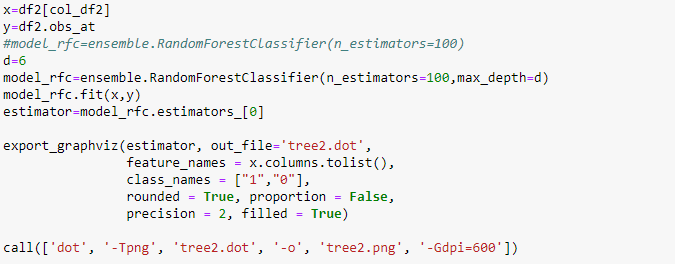 x=df2[col_df2]
y=df2.obs_at
#model_rfc=ensemble.RandomForestClassifier(n_estimators=100)
d=6
model_rfc=ensemble.RandomForestClassifier(n_estimators=100,max_depth=d)
model_rfc.fit(x,y)
estimator=model_rfc.estimators_[0]

export_graphviz(estimator, out_file='tree2.dot',
                feature_names = x.columns.tolist(),
                class_names = ["1","0"],
                rounded = True, proportion = False,
                precision = 2, filled = True)

call(['dot', '-Tpng', 'tree2.dot', '-o', 'tree2.png', '-Gdpi=600'])